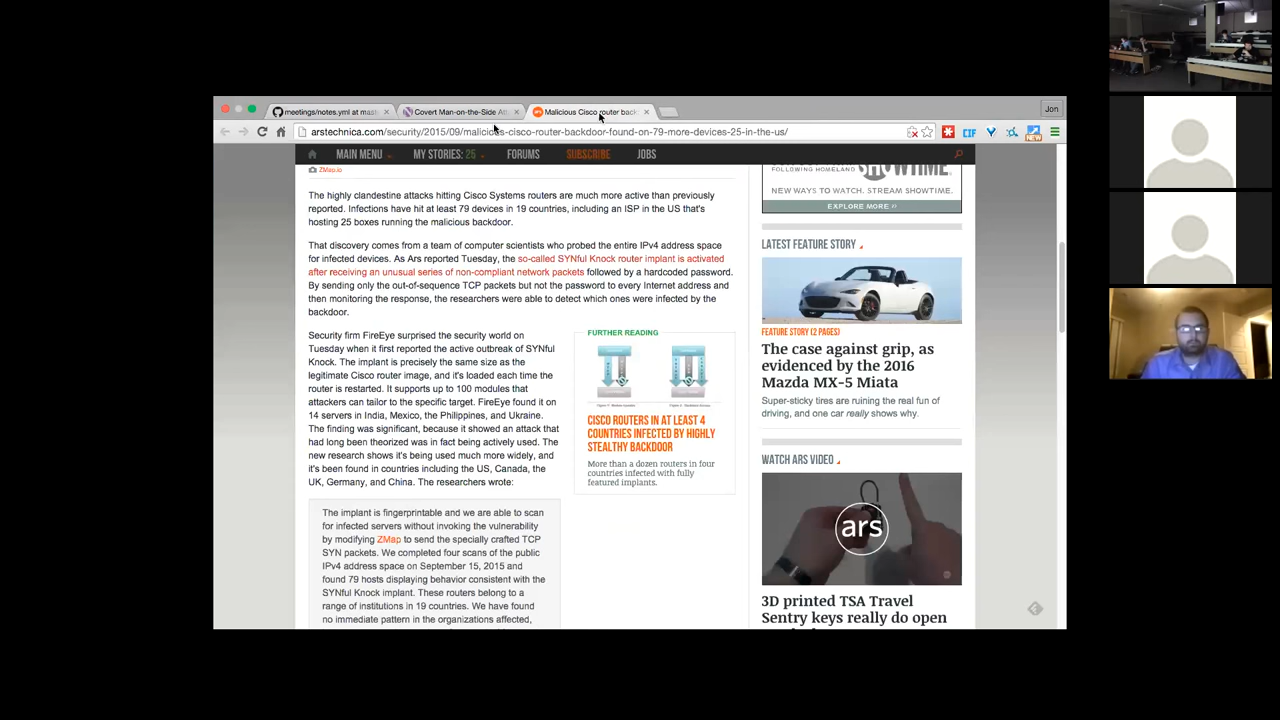 meetings/notes.yml at mast
Covert Man-on-the-Side At
Malicious Cisco router back
Jon
arstechnica.com/security/2015/09/malicious-cisco-router-backdoor-found-on-79-more-devices-25-in-the-us/
CIF
NEW
MAIN MENU
MY STORIES: 25
FORUMS
SUBSCRIBE
JOBS
ZMap.io
The highly clandestine attacks hitting Cisco Systems routers are much more active than previously
reported. Infections have hit at least 79 devices in 19 countries, including an ISP in the US that's
hosting 25 boxes running the malicious backdoor.
That discovery comes from a team of computer scientists who probed the entire IPv4 address space
for infected devices. As Ars reported Tuesday, the so-called SYNful Knock router implant is activated
after receiving an unusual series of non-compliant network packets followed by a hardcoded password.
By sending only the out-of-sequence TCP packets but not the password to every Internet address and
then monitoring the response, the researchers were able to detect which ones were infected by the
backdoor.
Security firm FireEye surprised the security world on
Tuesday when it first reported the active outbreak of SYNful
Knock. The implant is precisely the same size as the
legitimate Cisco router image, and it's loaded each time the
router is restarted. It supports up to 100 modules that
attackers can tailor to the specific target. FireEye found it on
14 servers in India, Mexico, the Philippines, and Ukraine.
The finding was significant, because it showed an attack that
had long been theorized was in fact being actively used. The
new research shows it's being used much more widely, and
it's been found in countries including the US, Canada, the
UK, Germany, and China. The researchers wrote:
The implant is fingerprintable and we are able to scan
for infected servers without invoking the vulnerability
by modifying ZMap to send the specially crafted TCP
SYN packets. We completed four scans of the public
IPv4 address space on September 15, 2015 and
found 79 hosts displaying behavior consistent with the
SYNful Knock implant. These routers belong to a
range of institutions in 19 countries. We have found
no immediate pattern in the organizations affected,
FURTHER READING
CISCO ROUTERS IN AT LEAST 4
COUNTRIES INFECTED BY HIGHLY
STEALTHY BACKDOOR
More than a dozen routers in four
countries infected with fully
featured implants.
FOLLOWING HOMELAND
SHOWTIME
NEW WAYS TO WATCH. STREAM SHOWTIME.
EXPLORE MORE
LATEST FEATURE STORY
FEATURE STORY (2 PAGES)
The case against grip, as
evidenced by the 2016
Mazda MX-5 Miata
Super-sticky tires are ruining the real fun of
driving, and one car really shows why.
WATCH ARS VIDEO
ars
3D printed TSA Travel
Sentry keys really do open